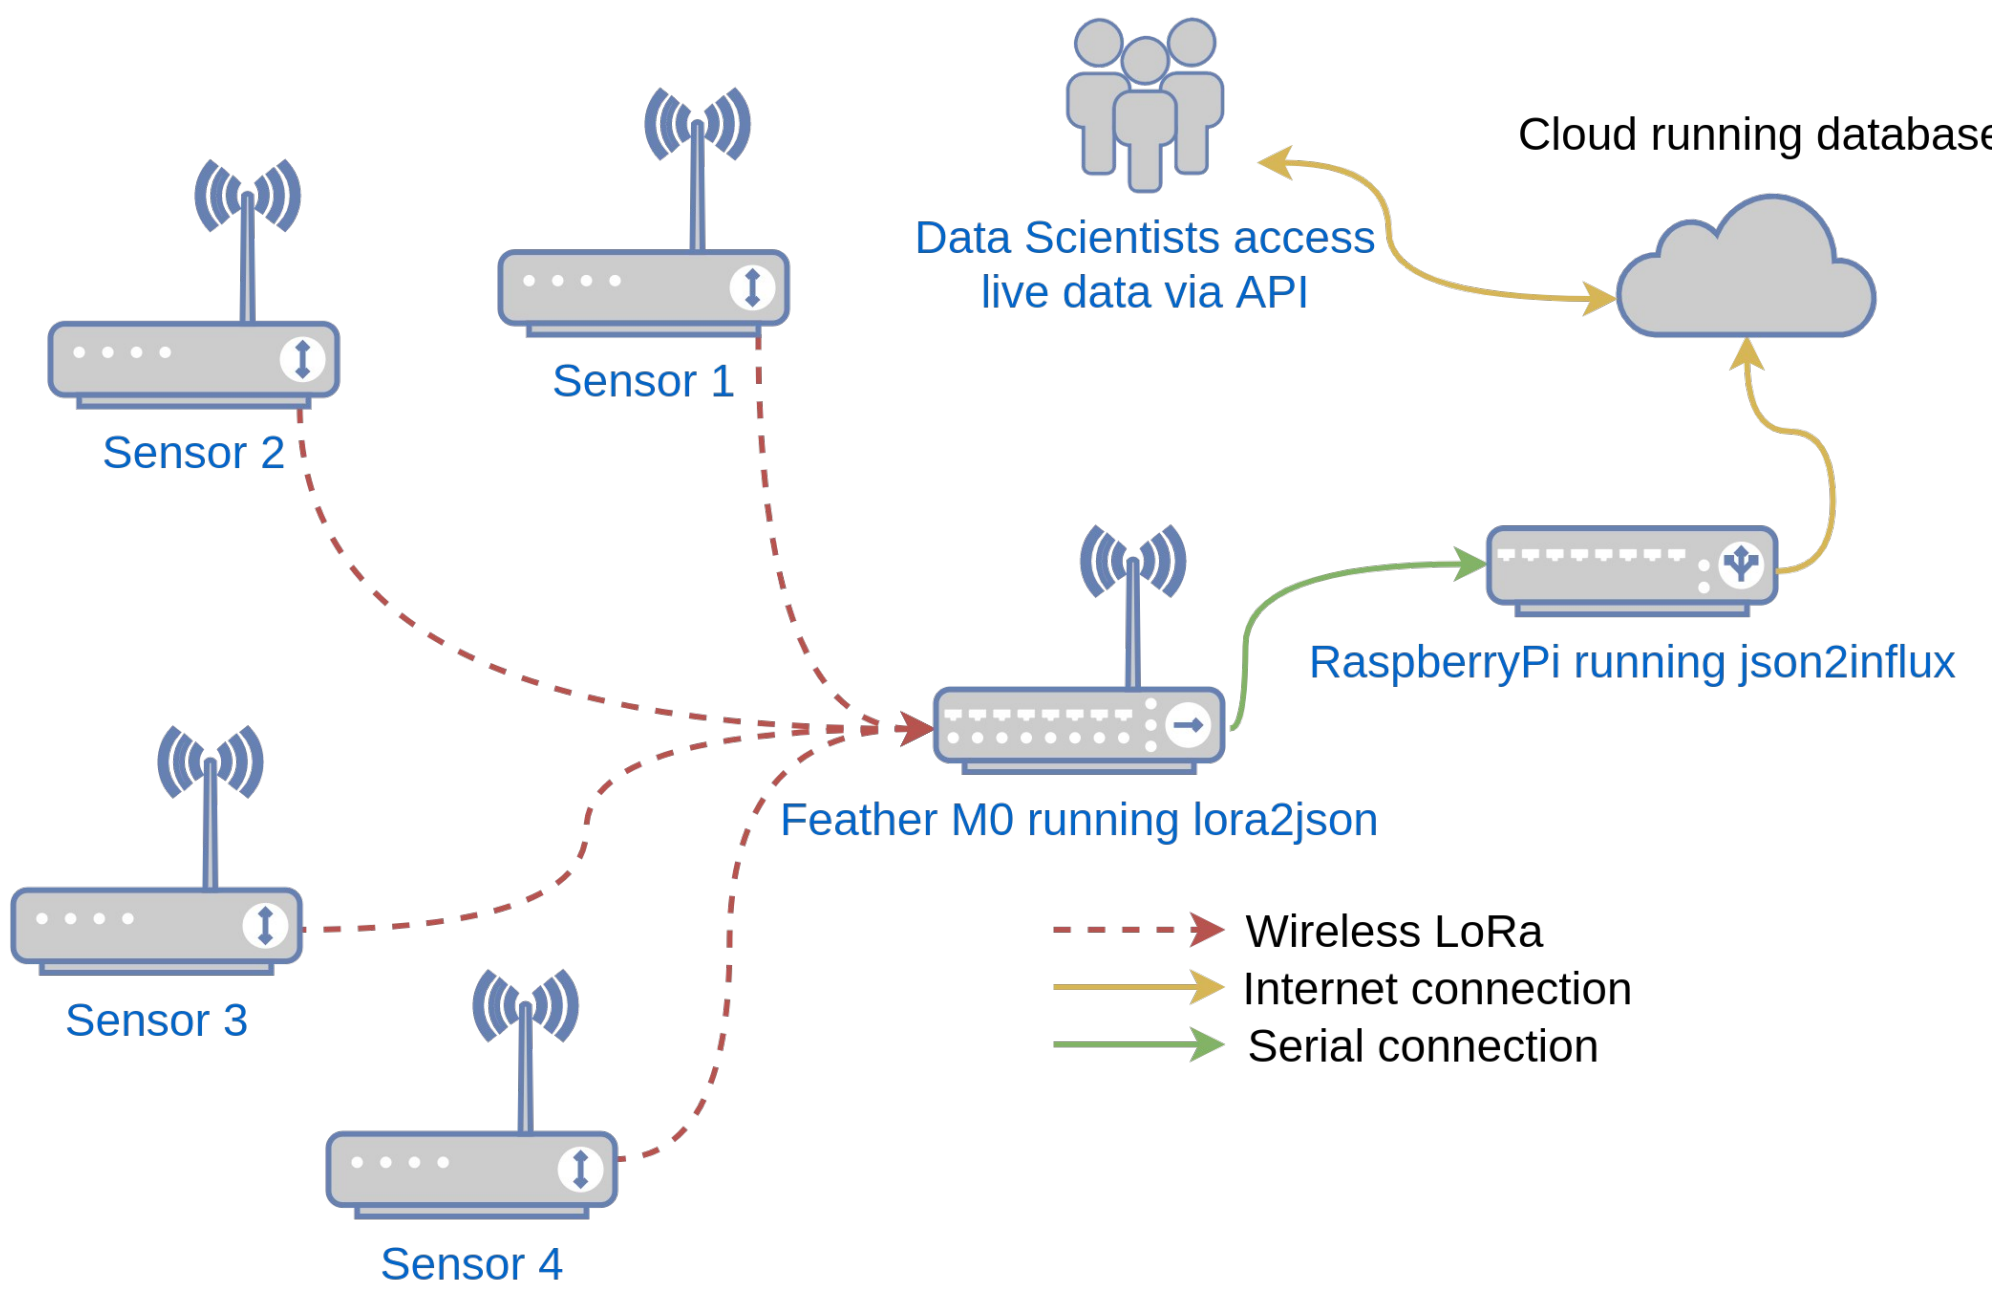 Cloud running database
Data Scientists access
live data via API
Sensor 1
Sensor 2
RaspberryPi running json2influx
Feather M0 running lora2json
Wireless LoRa
Internet connection
Serial connection
Sensor 3
Sensor 4